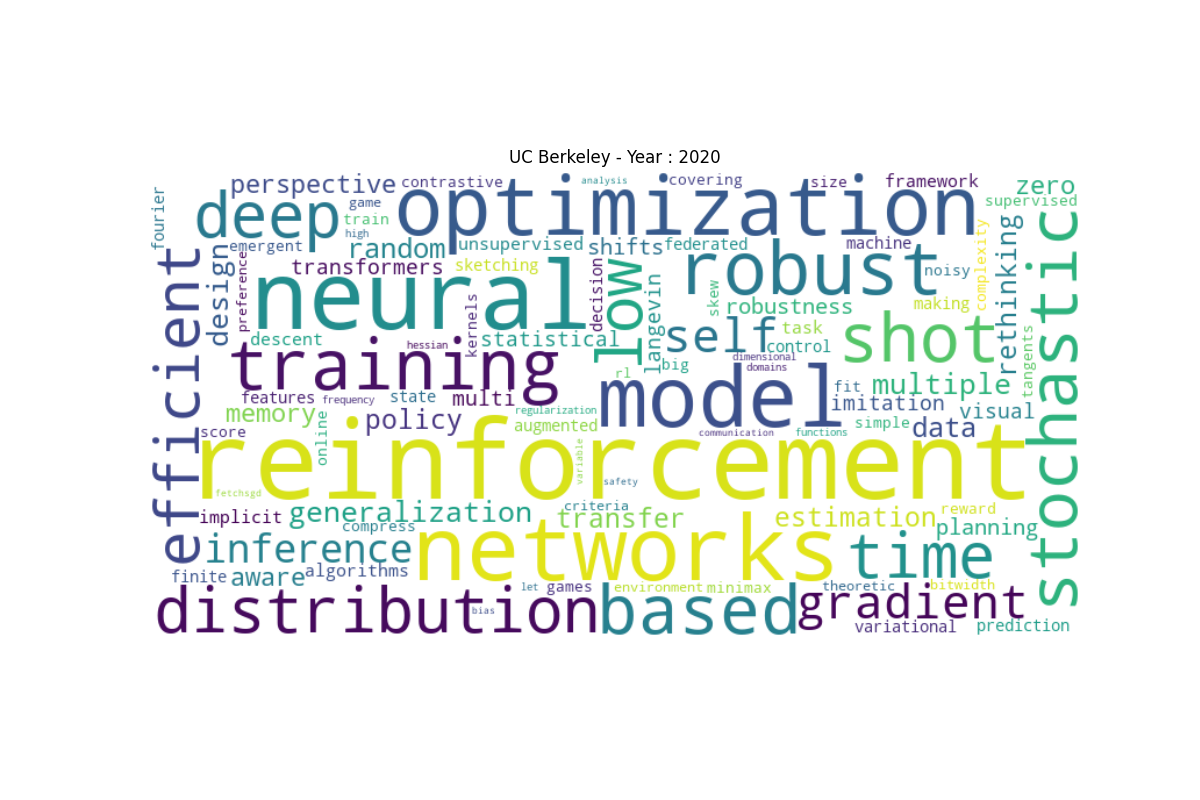 UC Berkeley - Year : 2020
perspective contrastive analysis covering size framework zero
fourier deep game optimization supervised
train
high
emergent random unsupervised shifts federated machine complexity rethinking stochastic
efficient design preference transformers sketching neural decision low langevin robust noisy
skew robustness making
kernels descent statistical self task shot tangents
hessian control
training big dimensional
rl domains
model fit multiple
features frequency state multi imitation visual
memory policy regularization simple data
score online augmented communication functions
reinforcement variable
safety
fetchsgd
implicit generalization criteria estimation reward
compress transfer planning
inference networks time
finite aware algorithms
let games environment minimax theoretic bitwidth
distribution bias based gradient
variational prediction